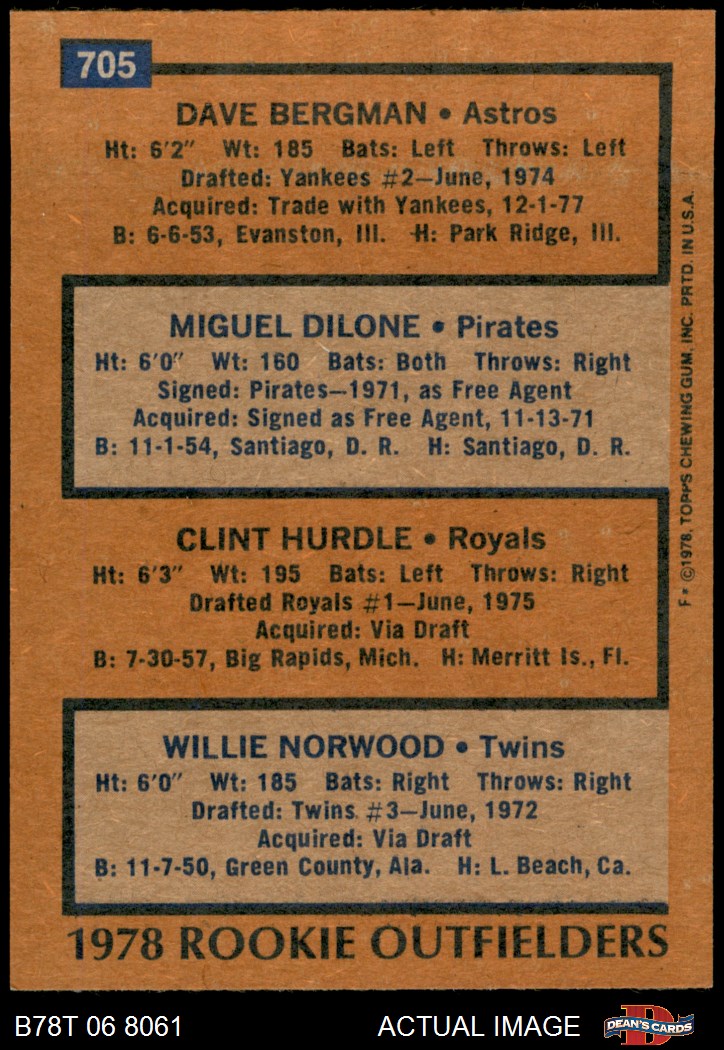 705
DAVE BERGMAN • Astros
Ht: 6'2" Wt: 185 Bats: Left Throws: Left
Drafted: Yankees #2—June, 1974
Acquired: Trade with Yankees, 12-1-77
B: 6-6-53, Evanston, Ill. H: Park Ridge, Ill.
MIGUEL DILONE • Pirates
Ht: 6'0" Wt: 160 Bats: Both Throws: Right
Signed: Pirates—1971, as Free Agent
Acquired: Signed as Free Agent, 11-13-71
B: 11-1-54, Santiago, D. R. H: Santiago, D. R.
CLINT HURDLE • Royals
Ht: 6'3" Wt: 195 Bats: Left Throws: Right
Drafted Royals #1—June, 1975
Acquired: Via Draft
B: 7-30-57, Big Rapids, Mich. H: Merritt Is., Fl.
WILLIE NORWOOD • Twins
Ht: 6'0" Wt: 185 Bats: Right Throws: Right
Drafted: Twins #3—June, 1972
Acquired: Via Draft
B: 11-7-50, Green County, Ala. H: L. Beach, Ca.
1978 ROOKIE OUTFIELDERS
F* ©1978, TOPPS CHEWING GUM, INC. PRTD. IN U.S.A.
B78T 06 8061 ACTUAL IMAGE
D
DEAN'S CARDS